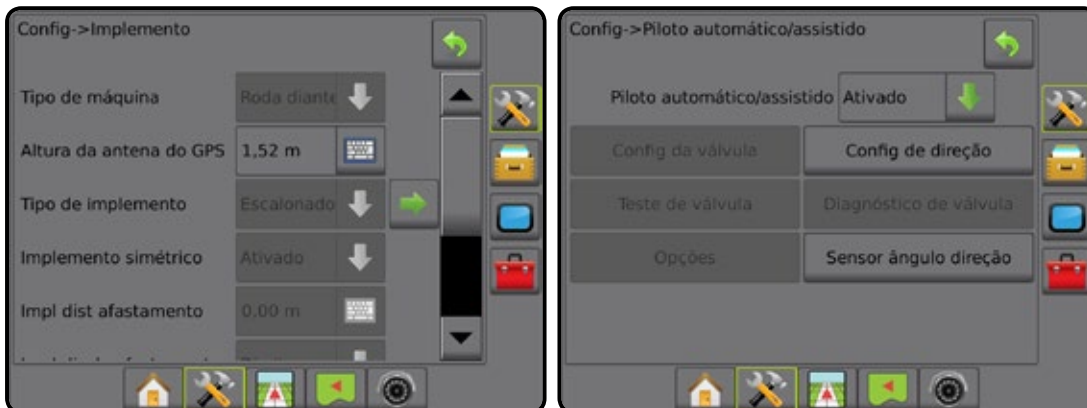 Config->Implemento
Tipo de máquina Roda diante
Altura da antena do GPS 1,52 m
Tipo de implemento Escalonado
Implemento simétrico Ativado
Impl dist afastamento 0,00 m
Config->Piloto automático/assistido
Piloto automático/assistido Ativado
Config da válvula Config de direção
Teste de válvula Diagnóstico de válvula
Opções Sensor ângulo direção